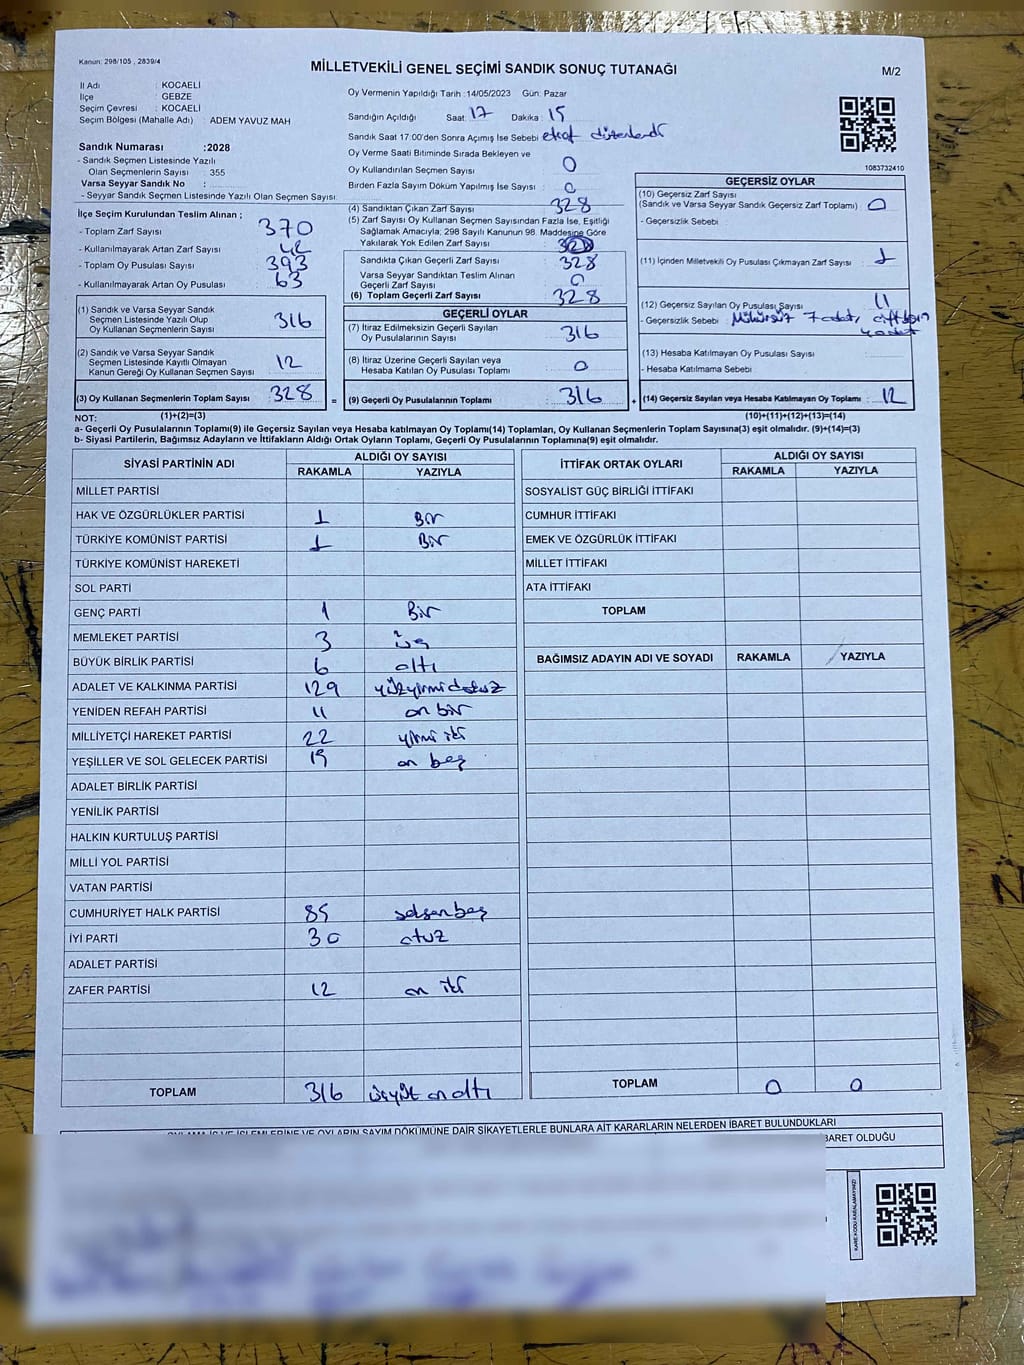 Kanun: 298/105 , 2839/4
MİLLETVEKİLİ GENEL SEÇİMİ SANDIK SONUÇ TUTANAĞI
M/2
İl Adı : KOCAELİ
İlçe : GEBZE
Seçim Çevresi : KOCAELİ
Seçim Bölgesi (Mahalle Adı) : ADEM YAVUZ MAH
Sandık Numarası :2028
- Sandık Seçmen Listesinde Yazılı
Olan Seçmenlerin Sayısı : 355
Varsa Seyyar Sandık No :
- Seyyar Sandık Seçmen Listesinde Yazılı Olan Seçmen Sayısı:
İlçe Seçim Kurulundan Teslim Alınan ;
- Toplam Zarf Sayısı : 370
- Kullanılmayarak Artan Zarf Sayısı : 42
- Toplam Oy Pusulası Sayısı : 393
- Kullanılmayarak Artan Oy Pusulası : 63
(1) Sandık ve Varsa Seyyar Sandık
Seçmen Listesinde Yazılı Olup
Oy Kullanan Seçmenlerin Sayısı : 316
(2) Sandık ve Varsa Seyyar Sandık
Seçmen Listesinde Kayıtlı Olmayan
Kanun Gereği Oy Kullanan Seçmen Sayısı : 12
(3) Oy Kullanan Seçmenlerin Toplam Sayısı : 328
(1)+(2)=(3)
Oy Vermenin Yapıldığı Tarih :14/05/2023 Gün: Pazar
Sandığın Açıldığı Saat: 17 Dakika: 15
Sandık Saat 17:00'den Sonra Açılmış İse Sebebi : etraf düzenlendi
Oy Verme Saati Bitiminde Sırada Bekleyen ve
Oy Kullandırılan Seçmen Sayısı : 0
Birden Fazla Sayım Döküm Yapılmış İse Sayısı : 0
(4) Sandıktan Çıkan Zarf Sayısı : 328
(5) Zarf Sayısı Oy Kullanan Seçmen Sayısından Fazla İse, Eşitliği
Sağlamak Amacıyla; 298 Sayılı Kanunun 98. Maddesine Göre
Yakılarak Yok Edilen Zarf Sayısı :
Sandıkta Çıkan Geçerli Zarf Sayısı : 328
Varsa Seyyar Sandıktan Teslim Alınan
Geçerli Zarf Sayısı : 0
(6) Toplam Geçerli Zarf Sayısı : 328
GEÇERLİ OYLAR
(7) İtiraz Edilmeksizin Geçerli Sayılan
Oy Pusulalarının Sayısı : 316
(8) İtiraz Üzerine Geçerli Sayılan veya
Hesaba Katılan Oy Pusulası Toplamı : 0
= (9) Geçerli Oy Pusulalarının Toplamı : 316
1083732410
GEÇERSİZ OYLAR
(10) Geçersiz Zarf Sayısı
(Sandık ve Varsa Seyyar Sandık Geçersiz Zarf Toplamı) : 0
- Geçersizlik Sebebi :
(11) İçinden Milletvekili Oy Pusulası Çıkmayan Zarf Sayısı : 1
(12) Geçersiz Sayılan Oy Pusulası Sayısı : 11
- Geçersizlik Sebebi : Mühürsüz 7 adet, 4 adet
(13) Hesaba Katılmayan Oy Pusulası Sayısı :
- Hesaba Katılmama Sebebi :
+ (14) Geçersiz Sayılan veya Hesaba Katılmayan Oy Toplamı : 12
(10)+(11)+(12)+(13)=(14)
NOT:
a- Geçerli Oy Pusulalarının Toplamı(9) ile Geçersiz Sayılan veya Hesaba katılmayan Oy Toplamı(14) Toplamları, Oy Kullanan Seçmenlerin Toplam Sayısına(3) eşit olmalıdır. (9)+(14)=(3)
b- Siyasi Partilerin, Bağımsız Adayların ve İttifakların Aldığı Ortak Oyların Toplamı, Geçerli Oy Pusulalarının Toplamına(9) eşit olmalıdır.
SİYASİ PARTİNİN ADI ALDIĞI OY SAYISI
RAKAMLA YAZIYLA
MİLLET PARTİSİ
HAK VE ÖZGÜRLÜKLER PARTİSİ 1 Bir
TÜRKİYE KOMÜNİST PARTİSİ 1 Bir
TÜRKİYE KOMÜNİST HAREKETİ
SOL PARTİ
GENÇ PARTİ 1 Bir
MEMLEKET PARTİSİ 3 üç
BÜYÜK BİRLİK PARTİSİ 6 altı
ADALET VE KALKINMA PARTİSİ 129 yüzyirmidokuz
YENİDEN REFAH PARTİSİ 11 on bir
MİLLİYETÇİ HAREKET PARTİSİ 22 yirmi iki
YEŞİLLER VE SOL GELECEK PARTİSİ 15 on beş
ADALET BİRLİK PARTİSİ
YENİLİK PARTİSİ
HALKIN KURTULUŞ PARTİSİ
MİLLİ YOL PARTİSİ
VATAN PARTİSİ
CUMHURİYET HALK PARTİSİ 85 seksenbeş
İYİ PARTİ 30 otuz
ADALET PARTİSİ
ZAFER PARTİSİ 12 on iki
TOPLAM 316 üçyüz on altı
İTTİFAK ORTAK OYLARI ALDIĞI OY SAYISI
RAKAMLA YAZIYLA
SOSYALİST GÜÇ BİRLİĞİ İTTİFAKI
CUMHUR İTTİFAKI
EMEK VE ÖZGÜRLÜK İTTİFAKI
MİLLET İTTİFAKI
ATA İTTİFAKI
TOPLAM
BAĞIMSIZ ADAYIN ADI VE SOYADI RAKAMLA YAZIYLA
TOPLAM 0 0
OYLAMA İŞ VE İŞLEMLERİNE VE OYLARIN SAYIM DÖKÜMÜNE DAİR ŞİKAYETLERLE BUNLARA AİT KARARLARIN NELERDEN İBARET BULUNDUKLARI
İBARET OLDUĞU
KARE KODU KARALAMAYINIZ!